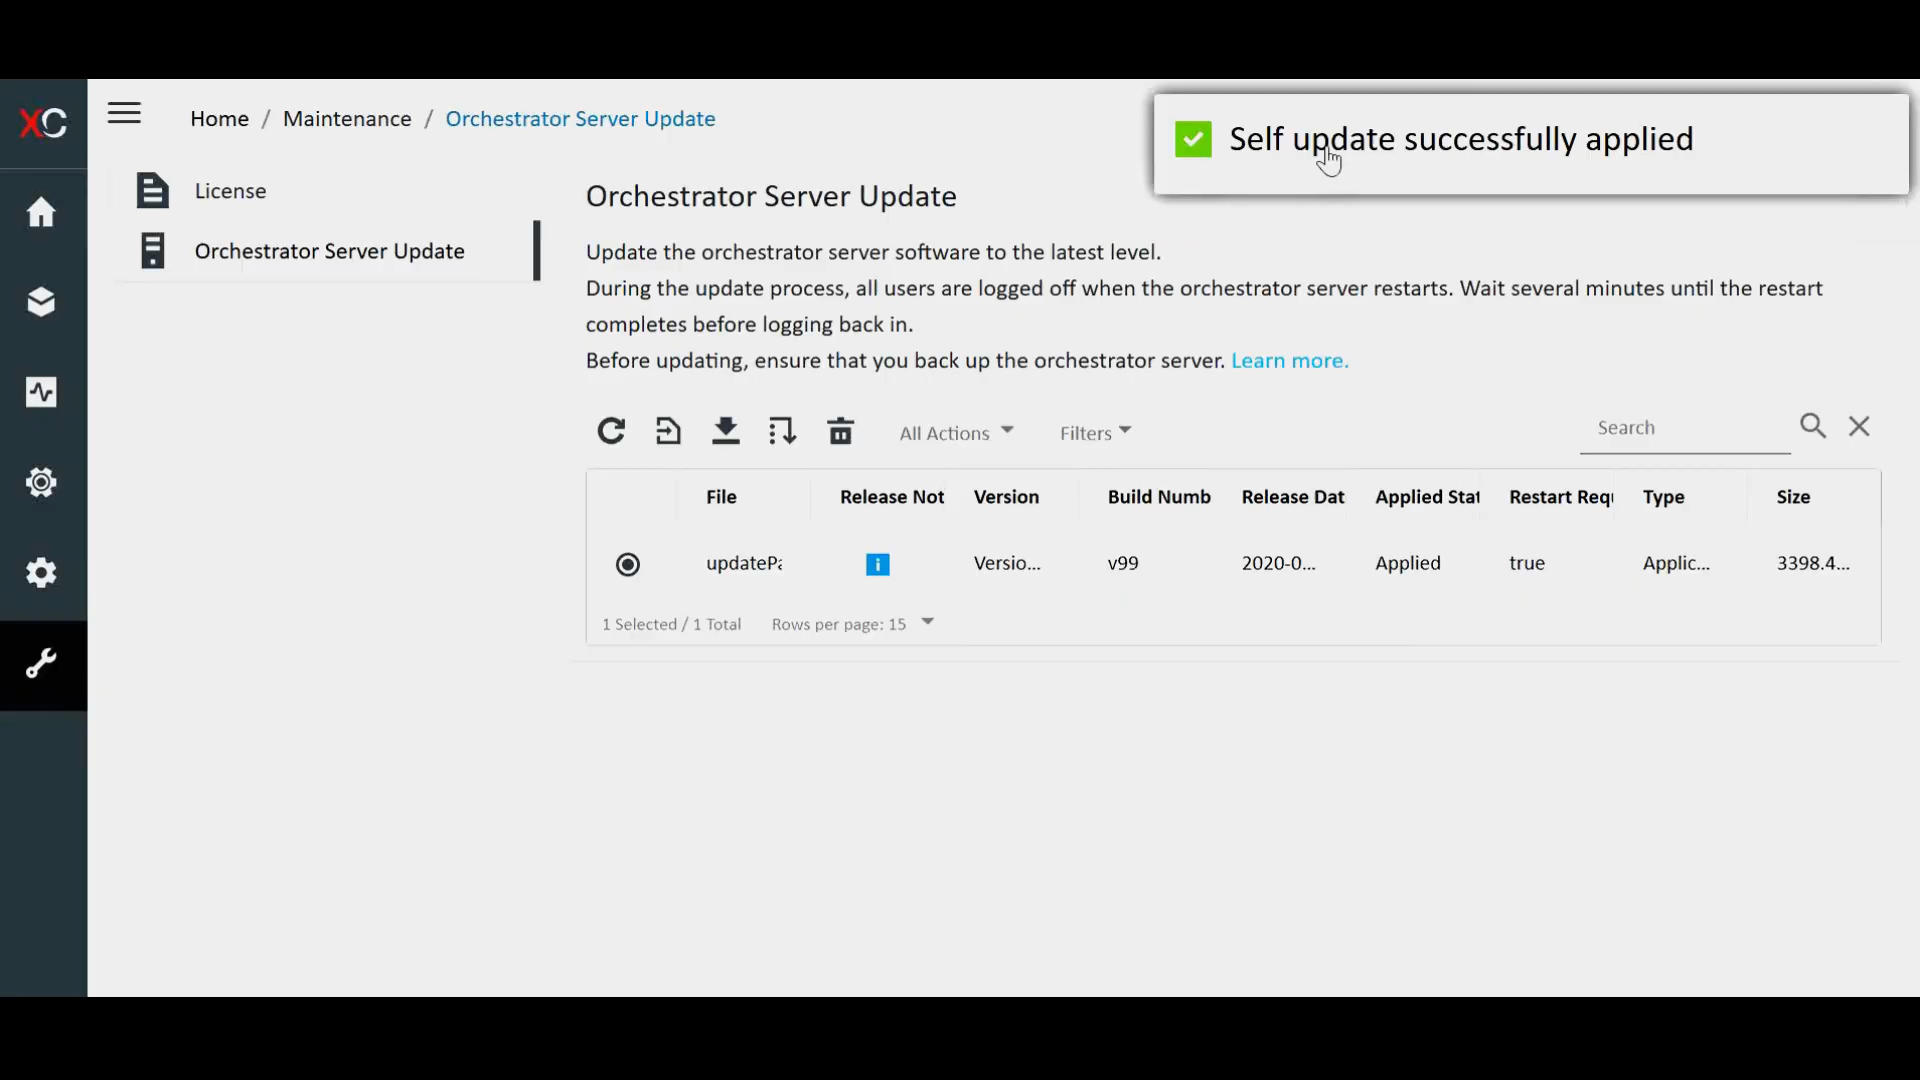 XC
Home / Maintenance / Orchestrator Server Update
Self update successfully applied
License
Orchestrator Server Update
Orchestrator Server Update
Update the orchestrator server software to the latest level.
During the update process, all users are logged off when the orchestrator server restarts. Wait several minutes until the restart
completes before logging back in.
Before updating, ensure that you back up the orchestrator server. Learn more.
All Actions Filters Search
File Release Not Version Build Numb Release Dat Applied Stat Restart Requ Type Size
updatePa i Versio... v99 2020-0... Applied true Applic... 3398.4...
1 Selected / 1 Total Rows per page: 15